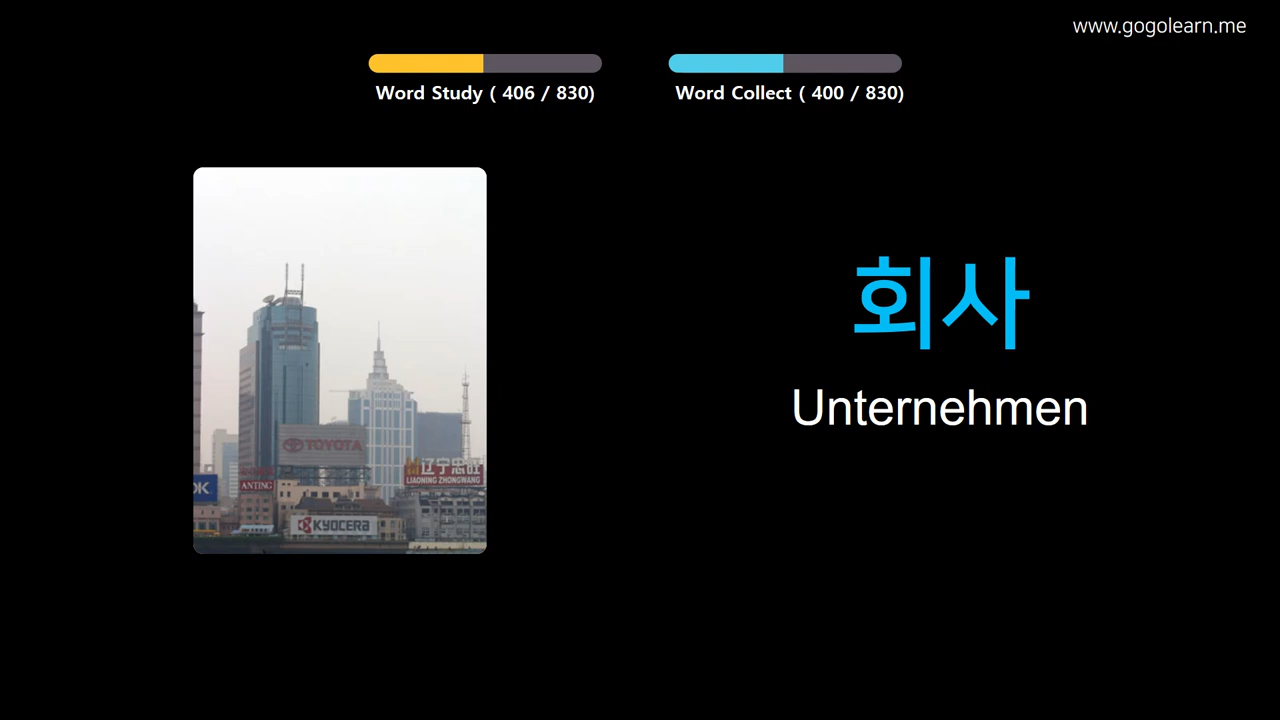 www.gogolearn.me
Word Study ( 406 / 830)
Word Collect ( 400 / 830)
회사
Unternehmen
TOYOTA
辽宁忠旺
LIAONING ZHONGWANG
OK
ANTING
KYOCERA